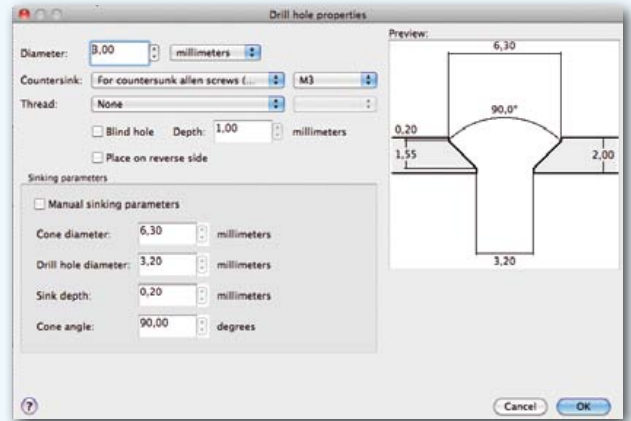 Drill hole properties
Diameter: 3,00 millimeters
Countersink: For countersunk allen screws (... M3
Thread: None
Blind hole Depth: 1,00 millimeters
Place on reverse side
Sinking parameters
Manual sinking parameters
Cone diameter: 6,30 millimeters
Drill hole diameter: 3,20 millimeters
Sink depth: 0,20 millimeters
Cone angle: 90,00 degrees
Preview:
6,30
90,0°
0,20
1,55
2,00
3,20
?
Cancel OK